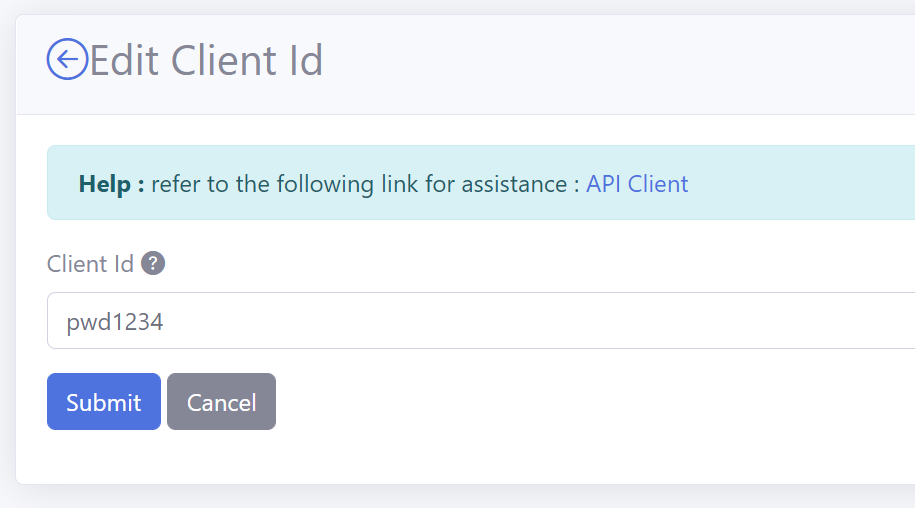 Edit Client Id
Help : refer to the following link for assistance : API Client
Client Id ?
pwd1234
Submit Cancel